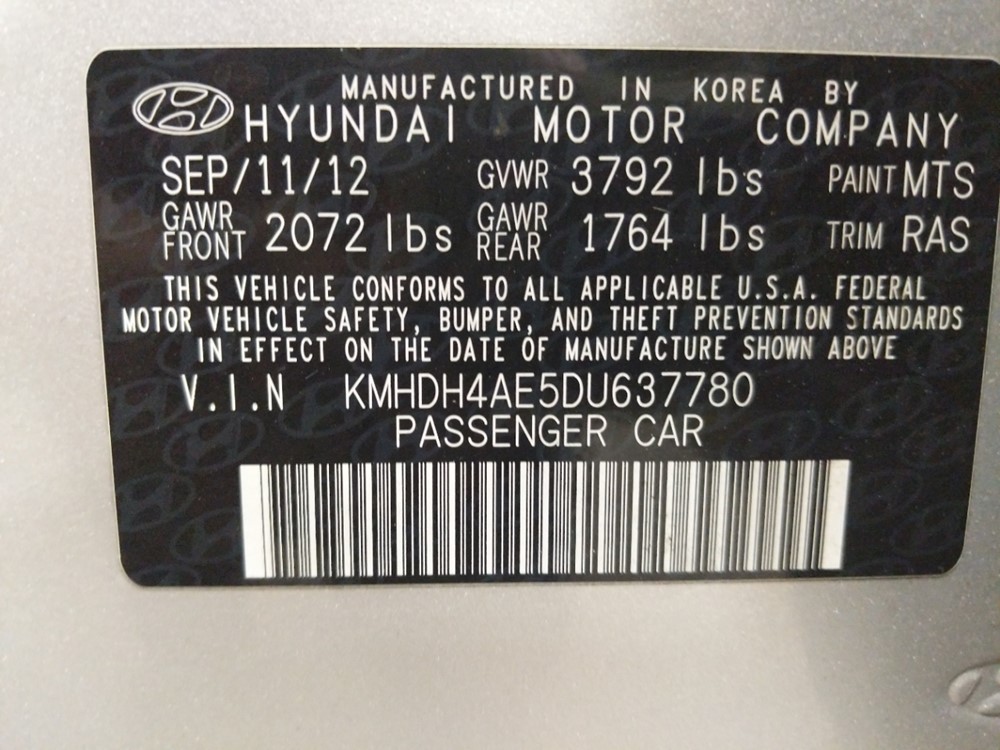 MANUFACTURED IN KOREA BY
HYUNDAI MOTOR COMPANY
SEP/11/12 GVWR 3792 lbs PAINT MTS
GAWR FRONT 2072 lbs GAWR REAR 1764 lbs TRIM RAS
THIS VEHICLE CONFORMS TO ALL APPLICABLE U.S.A. FEDERAL
MOTOR VEHICLE SAFETY, BUMPER, AND THEFT PREVENTION STANDARDS
IN EFFECT ON THE DATE OF MANUFACTURE SHOWN ABOVE
V.I.N KMHDH4AE5DU637780
PASSENGER CAR